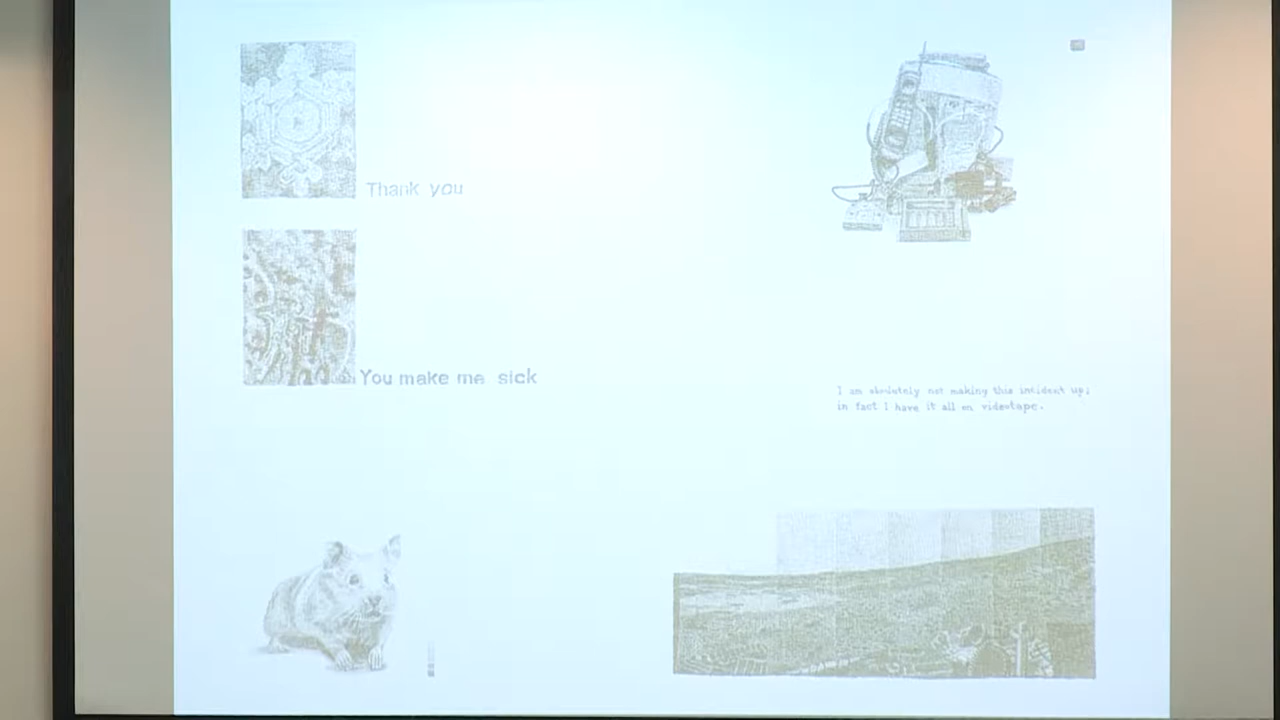 Thank you
You make me sick
I am absolutely not making this incident up;
in fact I have it all on videotape.